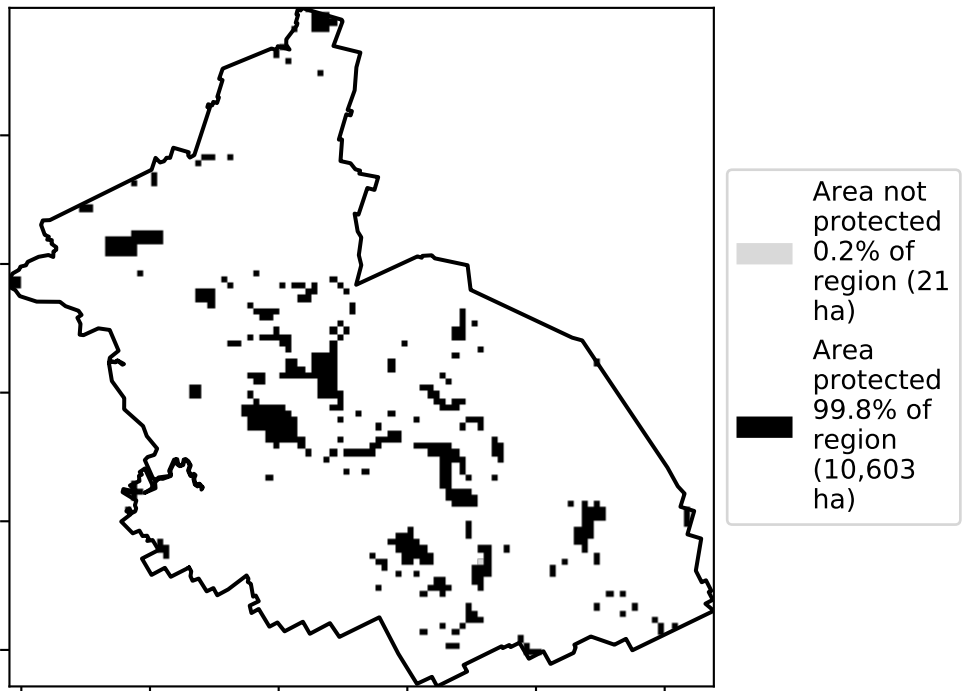 Area not
protected
0.2% of
region (21
ha)
Area
protected
99.8% of
region
(10,603
ha)